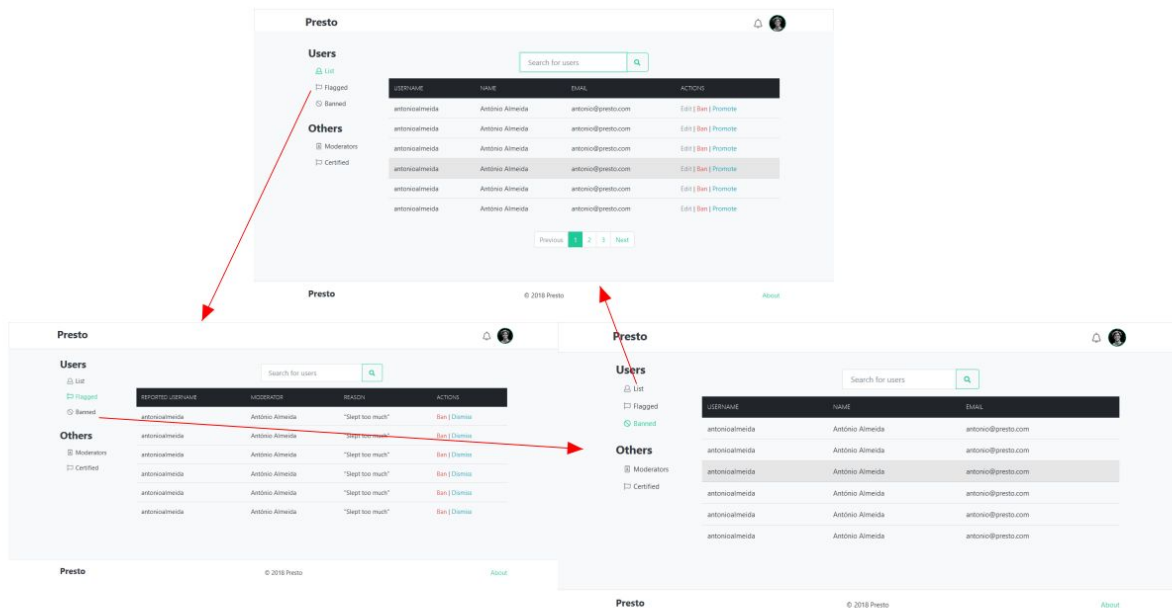 Presto
Users
List
Flagged
Banned
Others
Moderators
Certified
Search for users
USERNAME NAME EMAIL ACTIONS
antonioalmeida António Almeida antonio@presto.com Edit | Ban | Promote
antonioalmeida António Almeida antonio@presto.com Edit | Ban | Promote
antonioalmeida António Almeida antonio@presto.com Edit | Ban | Promote
antonioalmeida António Almeida antonio@presto.com Edit | Ban | Promote
antonioalmeida António Almeida antonio@presto.com Edit | Ban | Promote
antonioalmeida António Almeida antonio@presto.com Edit | Ban | Promote
Previous 1 2 3 Next
Presto © 2018 Presto About
Presto
Users
List
Flagged
Banned
Others
Moderators
Certified
Search for users
REPORTED USERNAME MODERATOR REASON ACTIONS
antonioalmeida António Almeida "Slept too much" Ban | Dismiss
antonioalmeida António Almeida "Slept too much" Ban | Dismiss
antonioalmeida António Almeida "Slept too much" Ban | Dismiss
antonioalmeida António Almeida "Slept too much" Ban | Dismiss
antonioalmeida António Almeida "Slept too much" Ban | Dismiss
antonioalmeida António Almeida "Slept too much" Ban | Dismiss
Presto © 2018 Presto About
Presto
Users
List
Flagged
Banned
Others
Moderators
Certified
Search for users
USERNAME NAME EMAIL
antonioalmeida António Almeida antonio@presto.com
antonioalmeida António Almeida antonio@presto.com
antonioalmeida António Almeida antonio@presto.com
antonioalmeida António Almeida antonio@presto.com
antonioalmeida António Almeida antonio@presto.com
antonioalmeida António Almeida antonio@presto.com
Presto © 2018 Presto About